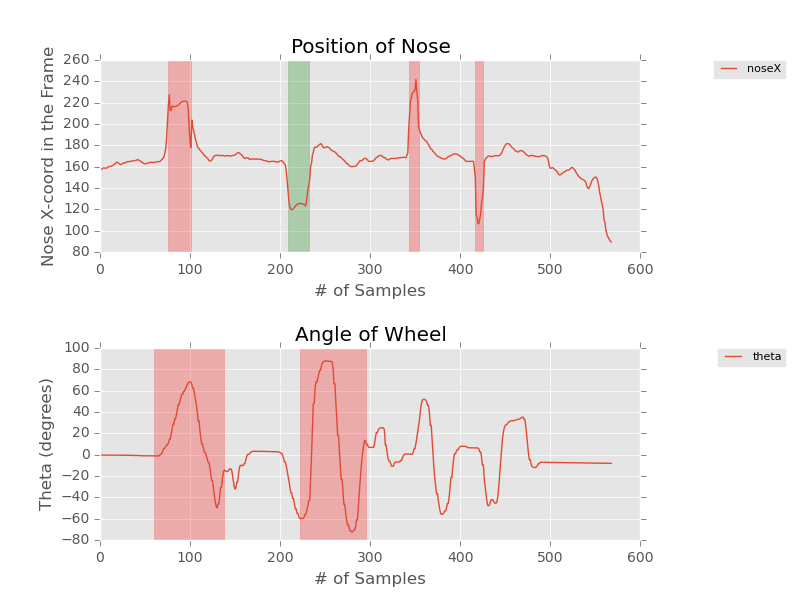 Position of Nose
Nose X-coord in the Frame
260
240
220
200
180
160
140
120
100
80
0 100 200 300 400 500 600
# of Samples
noseX
Angle of Wheel
Theta (degrees)
100
80
60
40
20
0
−20
−40
−60
−80
0 100 200 300 400 500 600
# of Samples
theta